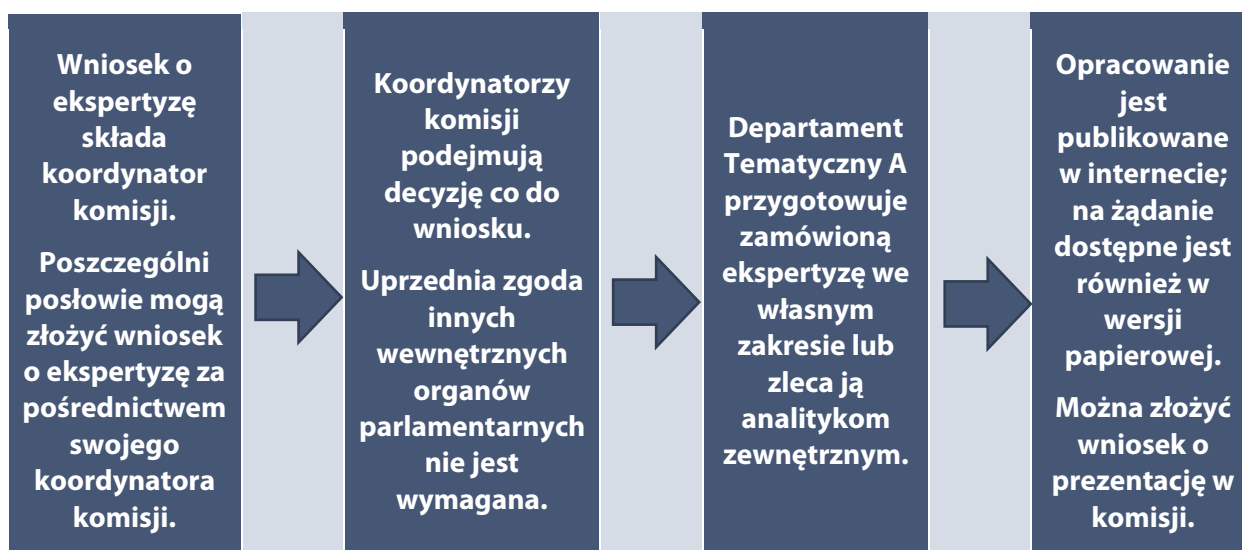 Wniosek o
ekspertyzę
składa
koordynator
komisji.
Poszczególni
posłowie mogą
złożyć wniosek
o ekspertyzę za
pośrednictwem
swojego
koordynatora
komisji.
Koordynatorzy
komisji
podejmują
decyzję co do
wniosku.
Uprzednia zgoda
innych
wewnętrznych
organów
parlamentarnych
nie jest
wymagana.
Departament
Tematyczny A
przygotowuje
zamówioną
ekspertyzę we
własnym
zakresie lub
zleca ją
analitykom
zewnętrznym.
Opracowanie
jest
publikowane
w internecie;
na żądanie
dostępne jest
również w
wersji
papierowej.
Można złożyć
wniosek o
prezentację w
komisji.